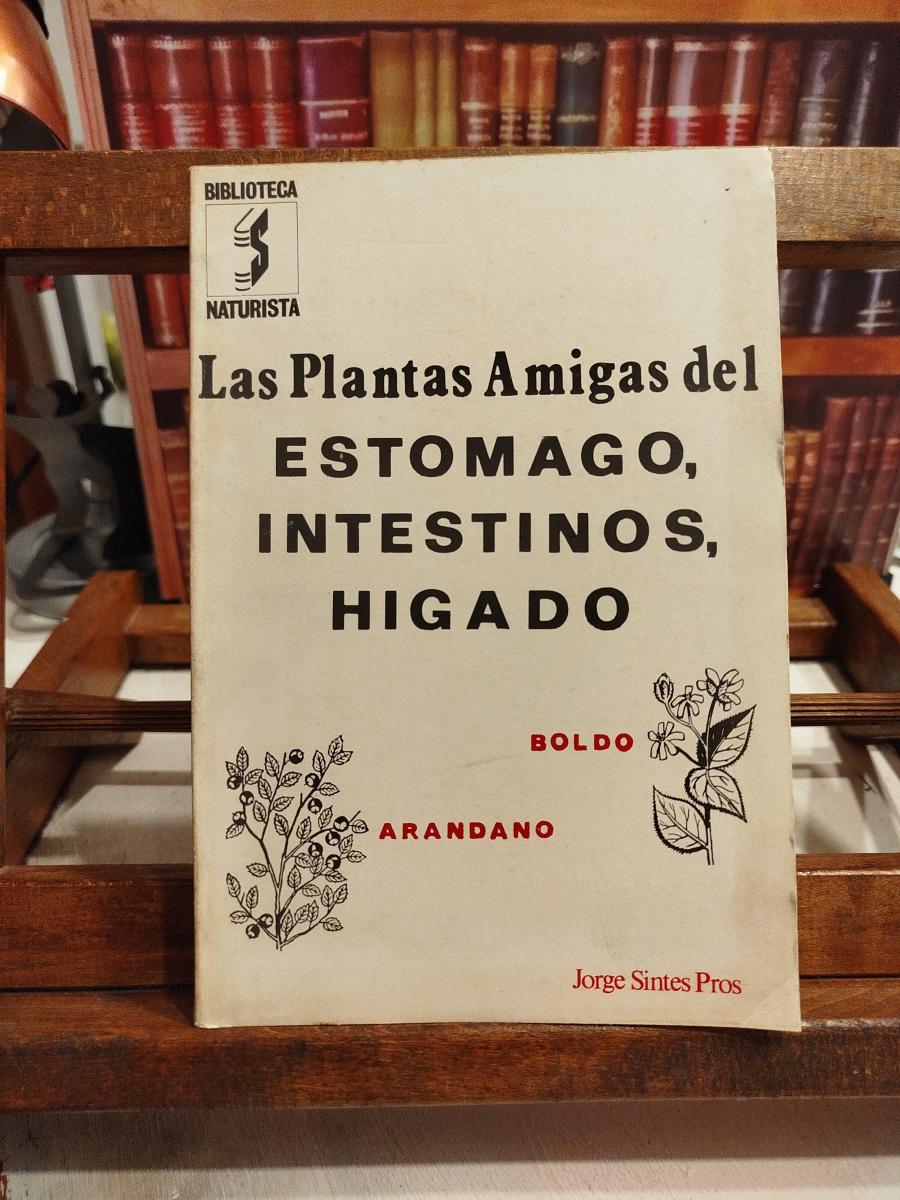 BIBLIOTECA
S
NATURISTA
Las Plantas Amigas del
ESTOMAGO,
INTESTINOS,
HIGADO
BOLDO
ARANDANO
Jorge Sintes Pros